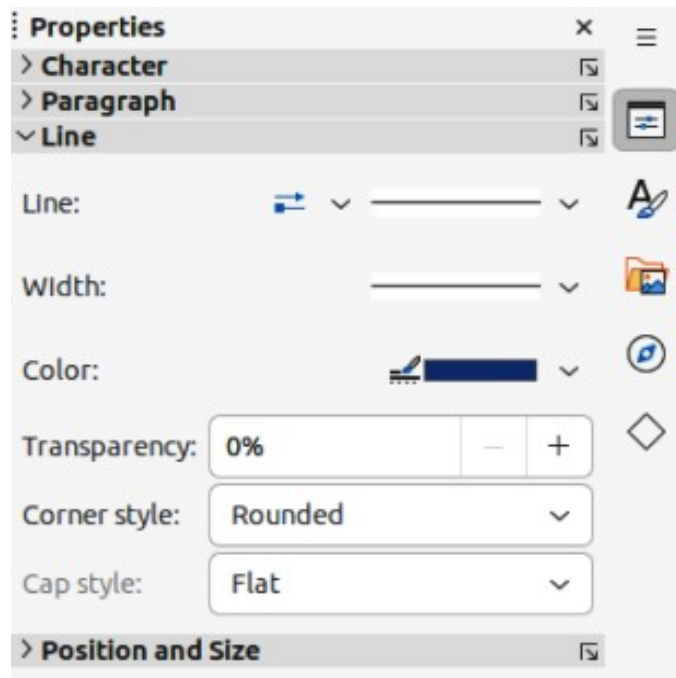 Properties
Character
Paragraph
Line
Line:
Width:
Color:
Transparency: 0%
Corner style: Rounded
Cap style: Flat
Position and Size